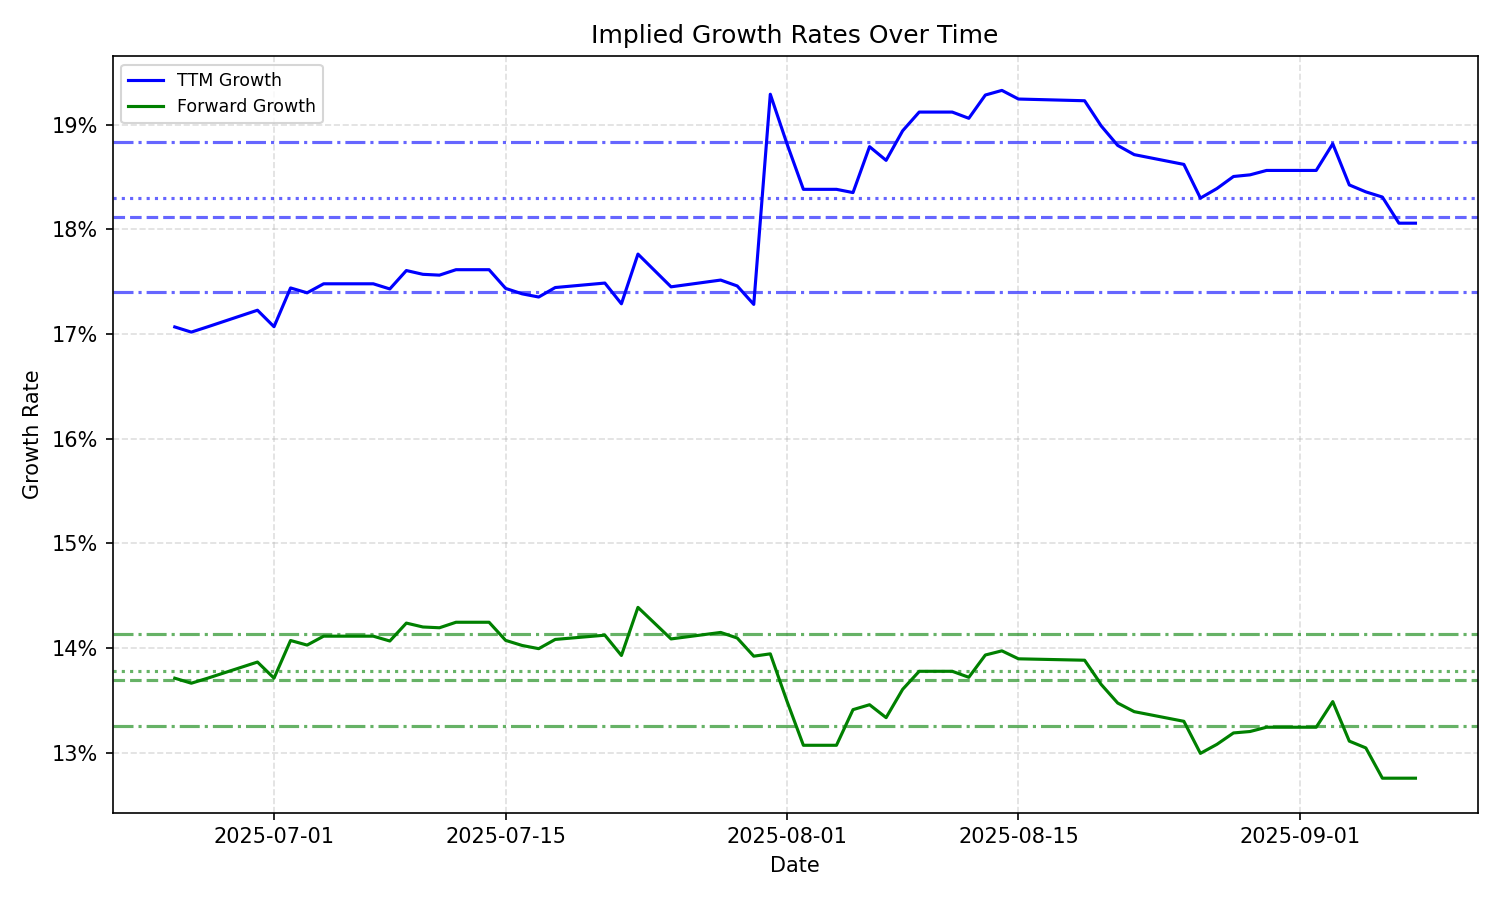 Implied Growth Rates Over Time
TTM Growth
Forward Growth
19%
18%
17%
16%
15%
14%
13%
Growth Rate
2025-07-01
2025-07-15
2025-08-01
2025-08-15
2025-09-01
Date